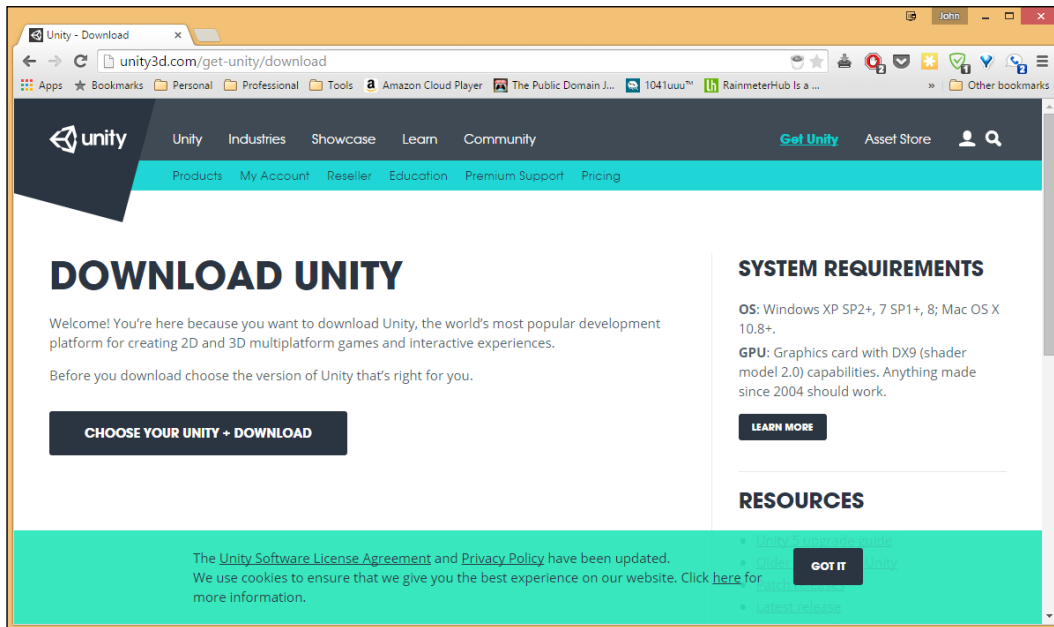 John
Unity - Download
unity3d.com/get-unity/download
Apps Bookmarks Personal Professional Tools Amazon Cloud Player The Public Domain J... 1041uuu™ RainmeterHub Is a ... » Other bookmarks
unity Unity Industries Showcase Learn Community Get Unity Asset Store
Products My Account Reseller Education Premium Support Pricing
DOWNLOAD UNITY
Welcome! You're here because you want to download Unity, the world's most popular development
platform for creating 2D and 3D multiplatform games and interactive experiences.
Before you download choose the version of Unity that's right for you.
CHOOSE YOUR UNITY + DOWNLOAD
SYSTEM REQUIREMENTS
OS: Windows XP SP2+, 7 SP1+, 8; Mac OS X
10.8+.
GPU: Graphics card with DX9 (shader
model 2.0) capabilities. Anything made
since 2004 should work.
LEARN MORE
RESOURCES
Unity 5 upgrade guide
Unity
Latest release
The Unity Software License Agreement and Privacy Policy have been updated.
We use cookies to ensure that we give you the best experience on our website. Click here for
more information.
GOT IT